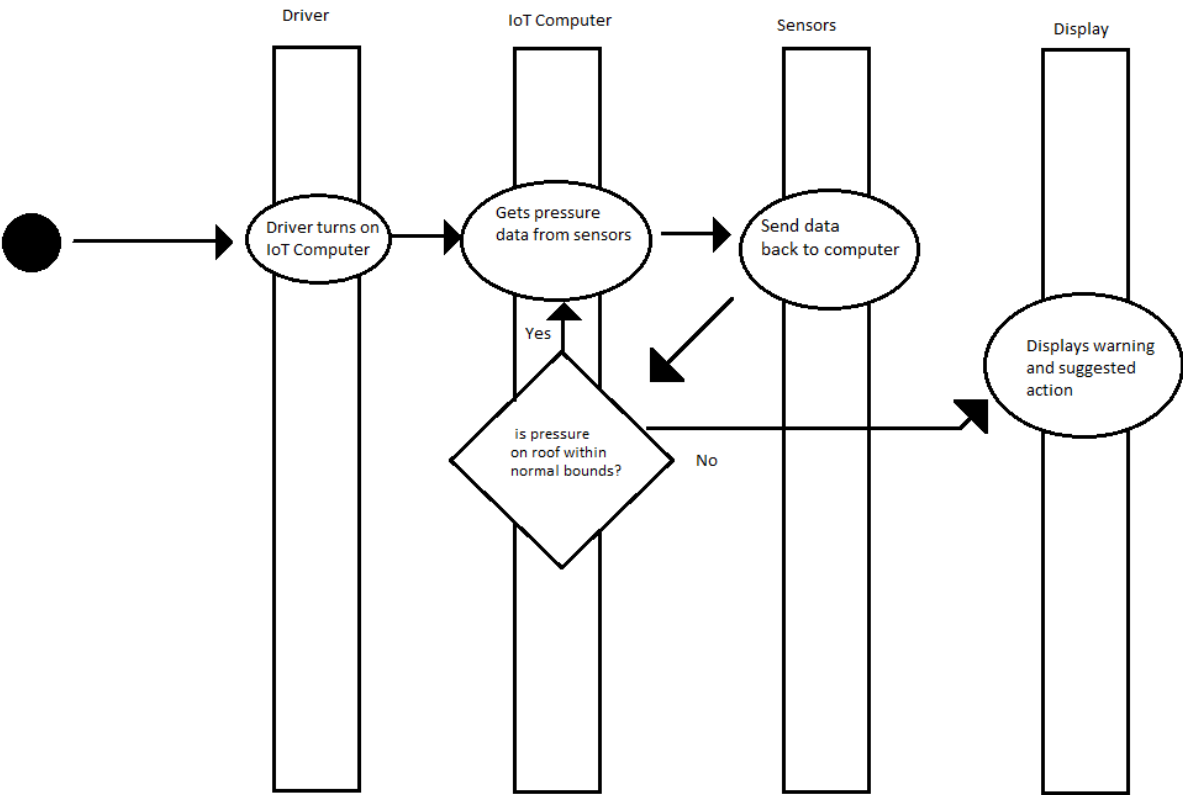 Driver
IoT Computer
Sensors
Display
Driver turns on
IoT Computer
Gets pressure
data from sensors
Send data
back to computer
Yes
is pressure
on roof within
normal bounds?
No
Displays warning
and suggested
action